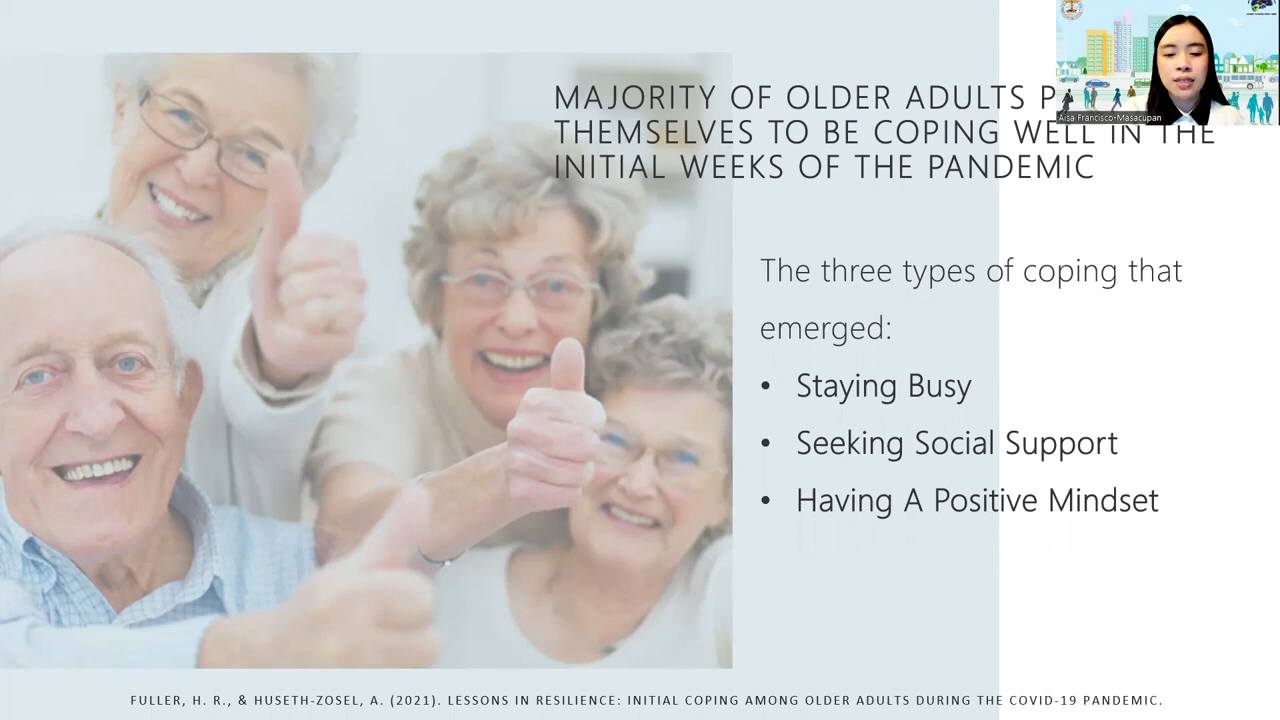 MAJORITY OF OLDER ADULTS
THEMSELVES TO BE COPING WELL IN THE
INITIAL WEEKS OF THE PANDEMIC
Aisa Francisco-Masacupan
The three types of coping that
emerged:
• Staying Busy
• Seeking Social Support
• Having A Positive Mindset
FULLER, H. R., & HUSETH-ZOSEL, A. (2021). LESSONS IN RESILIENCE: INITIAL COPING AMONG OLDER ADULTS DURING THE COVID-19 PANDEMIC.